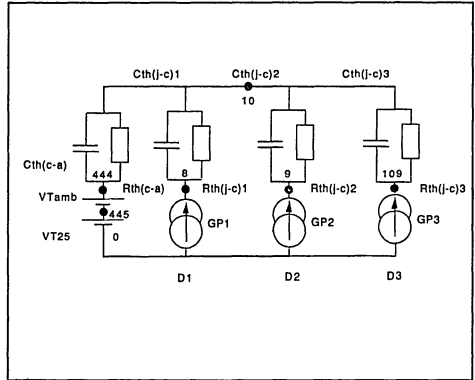 Cth(j-c)1 Cth(j-c)2 Cth(j-c)3
10
Cth(c-a)
444 8 9 109
Rth(c-a) Rth(j-c)1 Rth(j-c)2 Rth(j-c)3
VTamb
445
GP1 GP2 GP3
VT25 0
D1 D2 D3